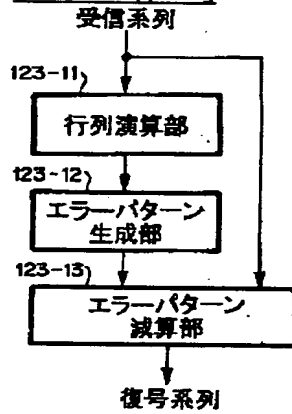 受信系列
123-11
行列演算部
123-12
エラーパターン
生成部
123-13
エラーパターン
減算部
復号系列